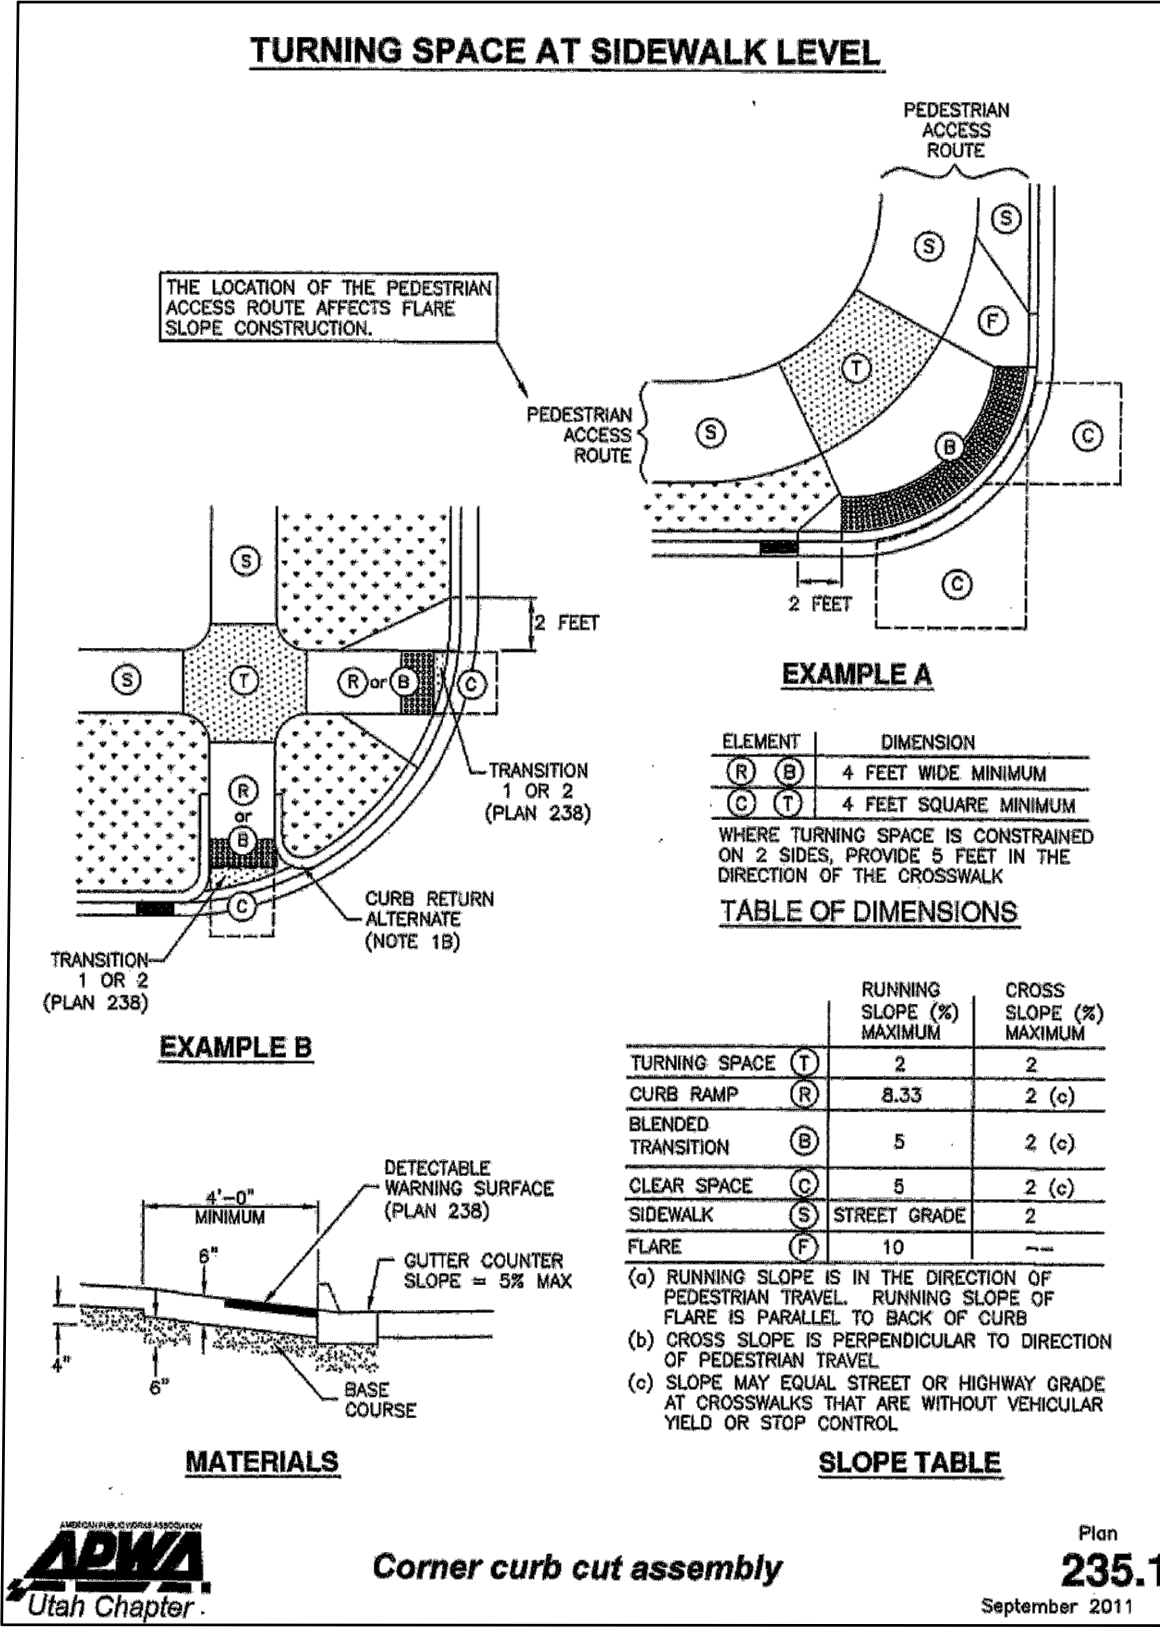 TURNING SPACE AT SIDEWALK LEVEL
PEDESTRIAN
ACCESS
ROUTE
S
S
THE LOCATION OF THE PEDESTRIAN
ACCESS ROUTE AFFECTS FLARE
SLOPE CONSTRUCTION.
F
T
PEDESTRIAN
ACCESS
ROUTE
S
B
C
C
2 FEET
EXAMPLE A
S
2 FEET
S
T
R or B
C
TRANSITION
1 OR 2
(PLAN 238)
R
or
B
C
CURB RETURN
ALTERNATE
(NOTE 1B)
TRANSITION
1 OR 2
(PLAN 238)
EXAMPLE B
ELEMENT DIMENSION
R B 4 FEET WIDE MINIMUM
C T 4 FEET SQUARE MINIMUM
WHERE TURNING SPACE IS CONSTRAINED
ON 2 SIDES, PROVIDE 5 FEET IN THE
DIRECTION OF THE CROSSWALK
TABLE OF DIMENSIONS
RUNNING
SLOPE (%)
MAXIMUM
CROSS
SLOPE (%)
MAXIMUM
TURNING SPACE T 2 2
CURB RAMP R 8.33 2 (c)
BLENDED
TRANSITION B 5 2 (c)
CLEAR SPACE C 5 2 (c)
SIDEWALK S STREET GRADE 2
FLARE F 10 --
(a) RUNNING SLOPE IS IN THE DIRECTION OF
PEDESTRIAN TRAVEL. RUNNING SLOPE OF
FLARE IS PARALLEL TO BACK OF CURB
(b) CROSS SLOPE IS PERPENDICULAR TO DIRECTION
OF PEDESTRIAN TRAVEL
(c) SLOPE MAY EQUAL STREET OR HIGHWAY GRADE
AT CROSSWALKS THAT ARE WITHOUT VEHICULAR
YIELD OR STOP CONTROL
SLOPE TABLE
4'-0"
MINIMUM
DETECTABLE
WARNING SURFACE
(PLAN 238)
6"
GUTTER COUNTER
SLOPE = 5% MAX
4"
6"
BASE
COURSE
MATERIALS
AMERICAN PUBLIC WORKS ASSOCIATION
APWA
Utah Chapter
Corner curb cut assembly
Plan
235.1
September 2011